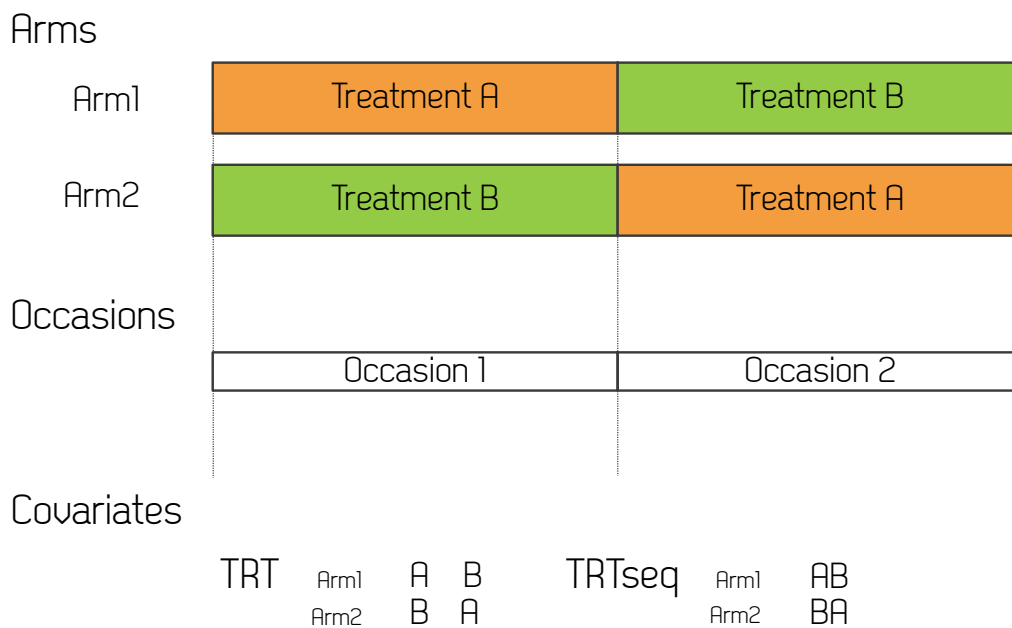 Arms
Arm1 Treatment A Treatment B
Arm2 Treatment B Treatment A
Occasions
Occasion 1 Occasion 2
Covariates
TRT Arm1 A B TRTseq Arm1 AB
Arm2 B A Arm2 BA